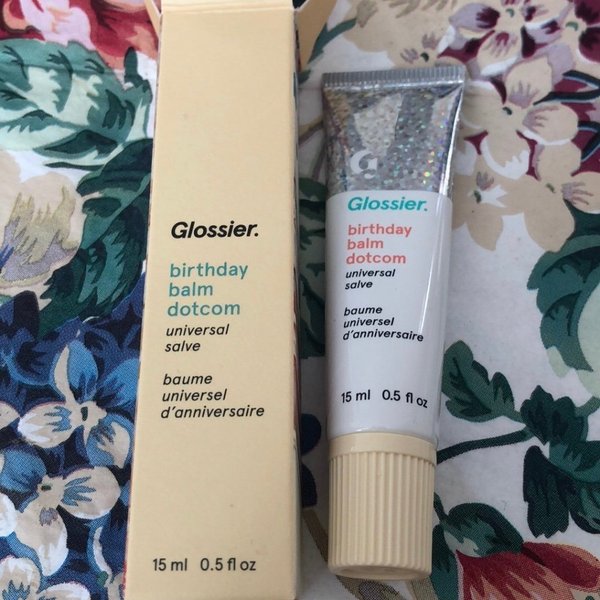 Glossier.
birthday
balm
dotcom
universal
salve
baume
universel
d'anniversaire
15 ml 0.5 fl oz
G
Glossier.
birthday
balm
dotcom
universal
salve
baume
universel
d'anniversaire
15 ml 0.5 fl oz